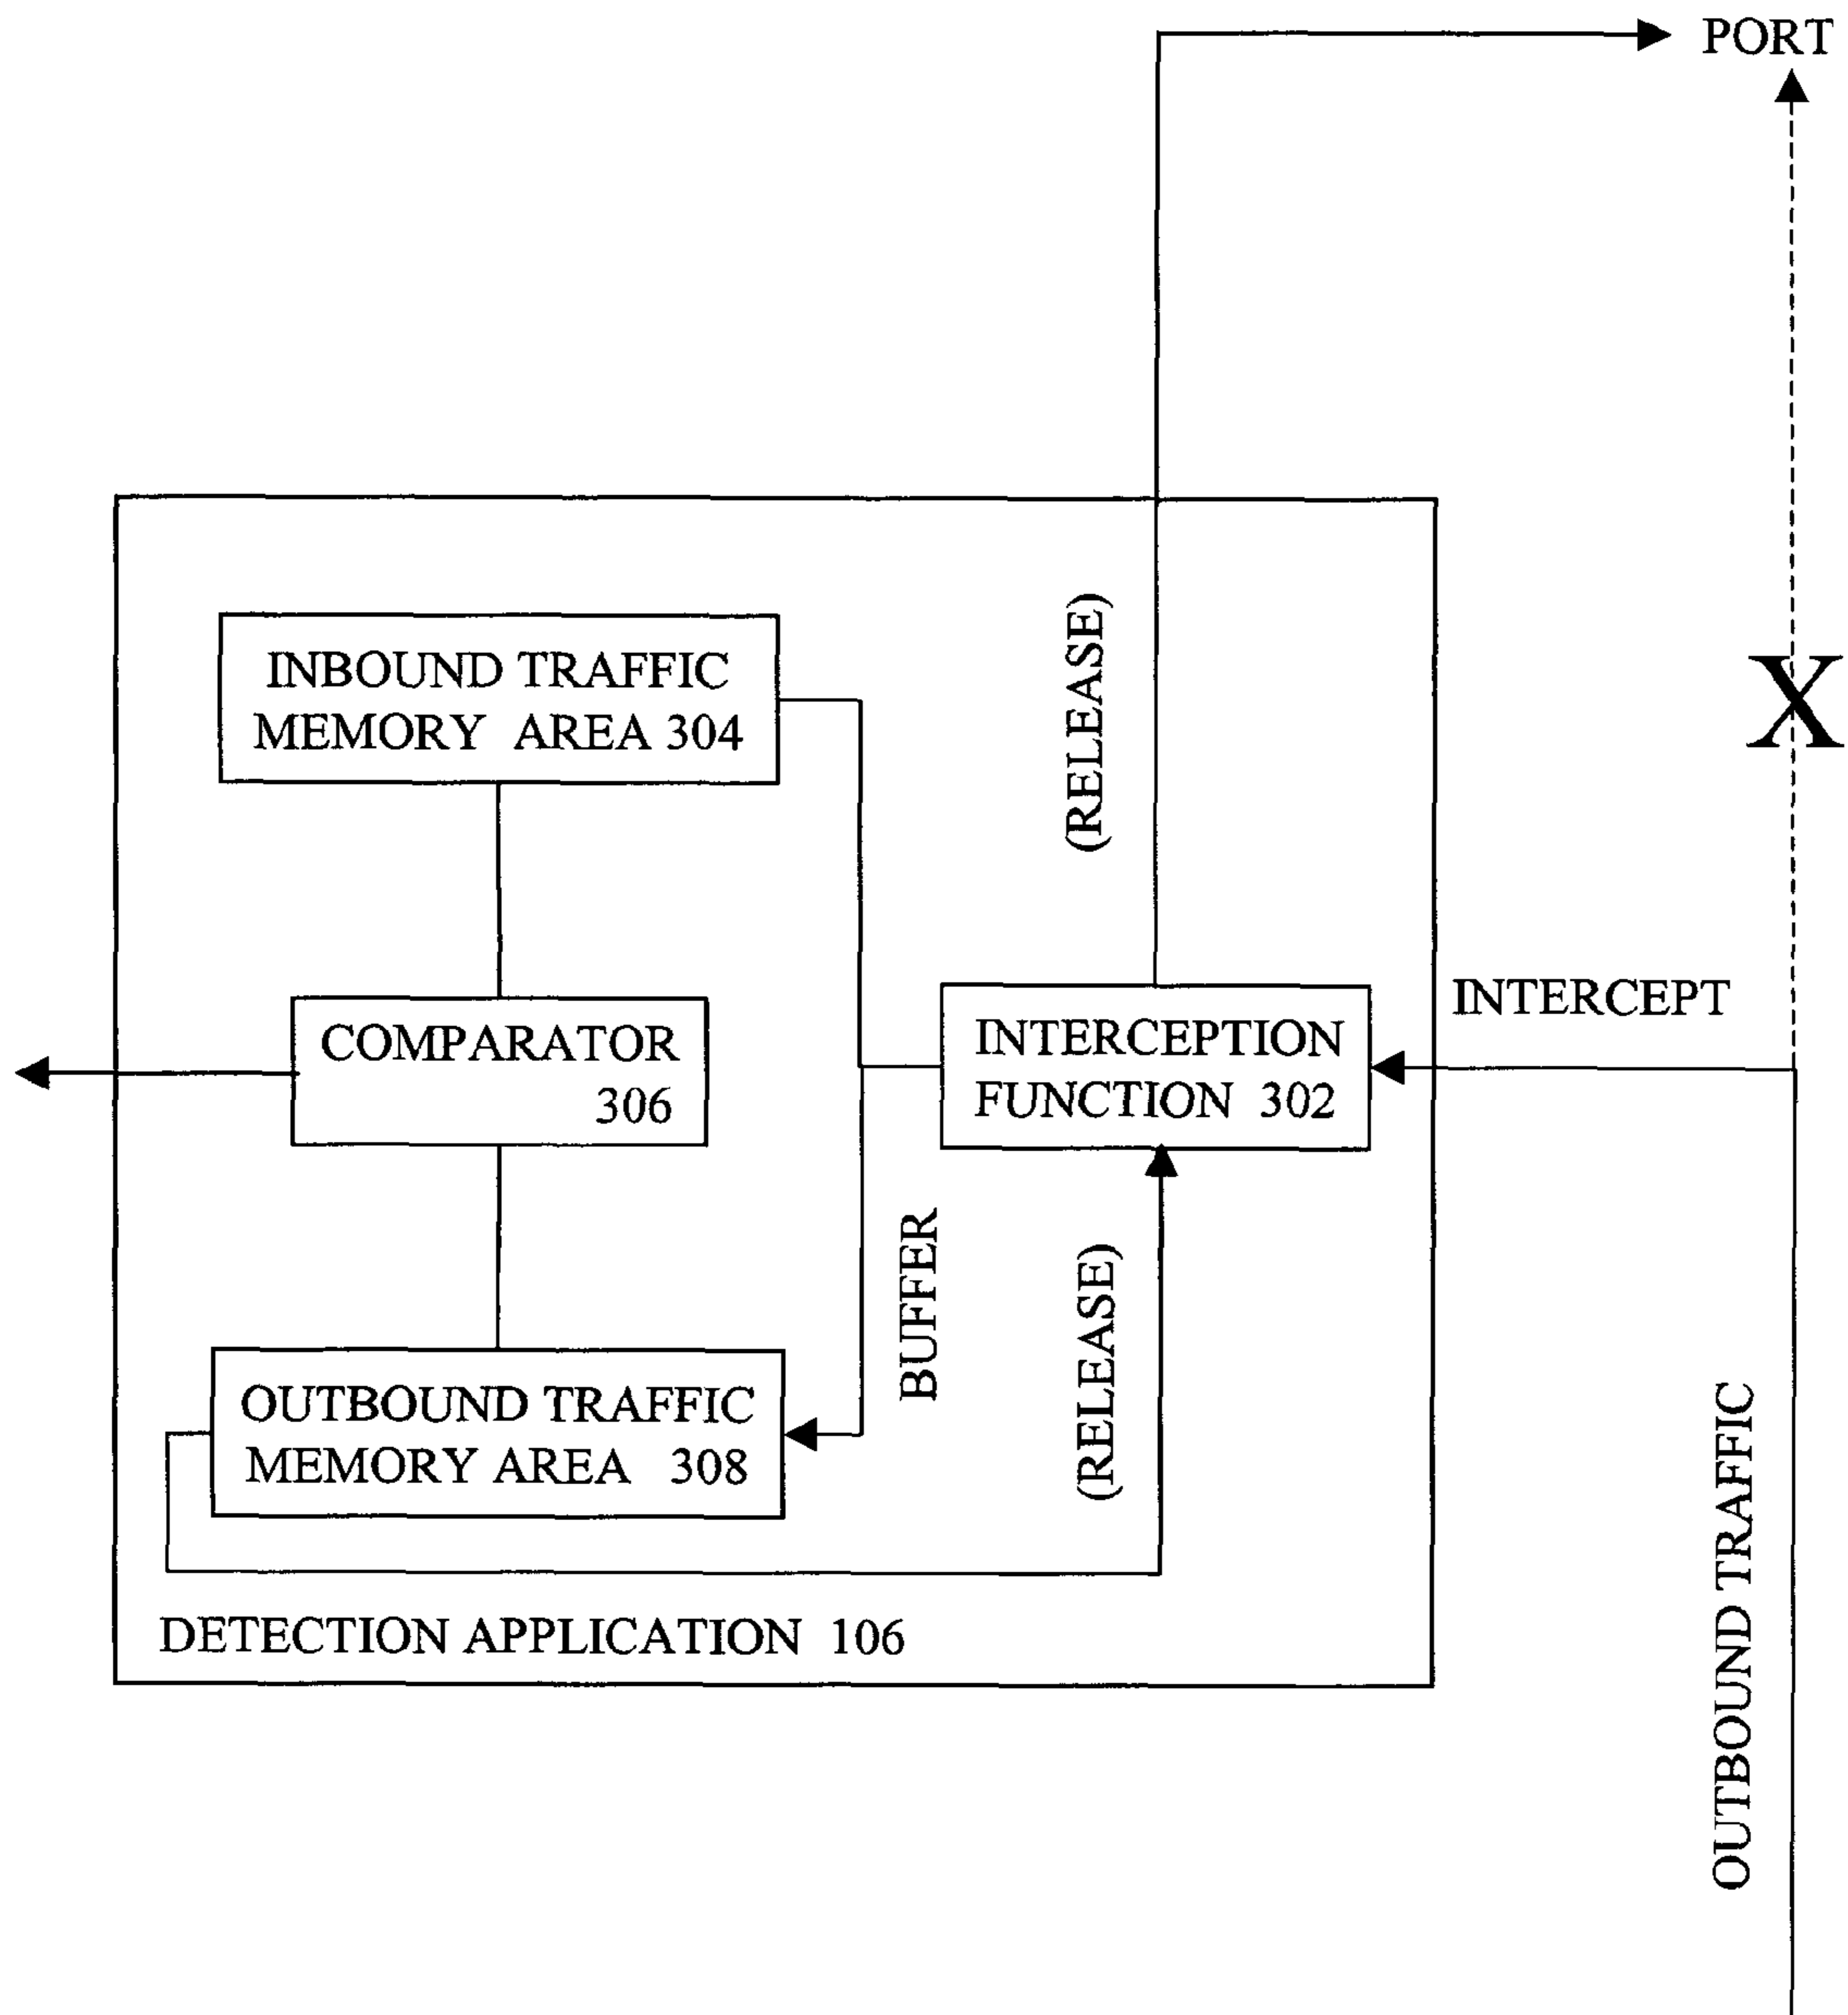 PORT
INBOUND TRAFFIC
MEMORY AREA 304
(RELEASE)
X
INTERCEPT
COMPARATOR
306
INTERCEPTION
FUNCTION 302
BUFFER
(RELEASE)
OUTBOUND TRAFFIC
MEMORY AREA 308
OUTBOUND TRAFFIC
DETECTION APPLICATION 106